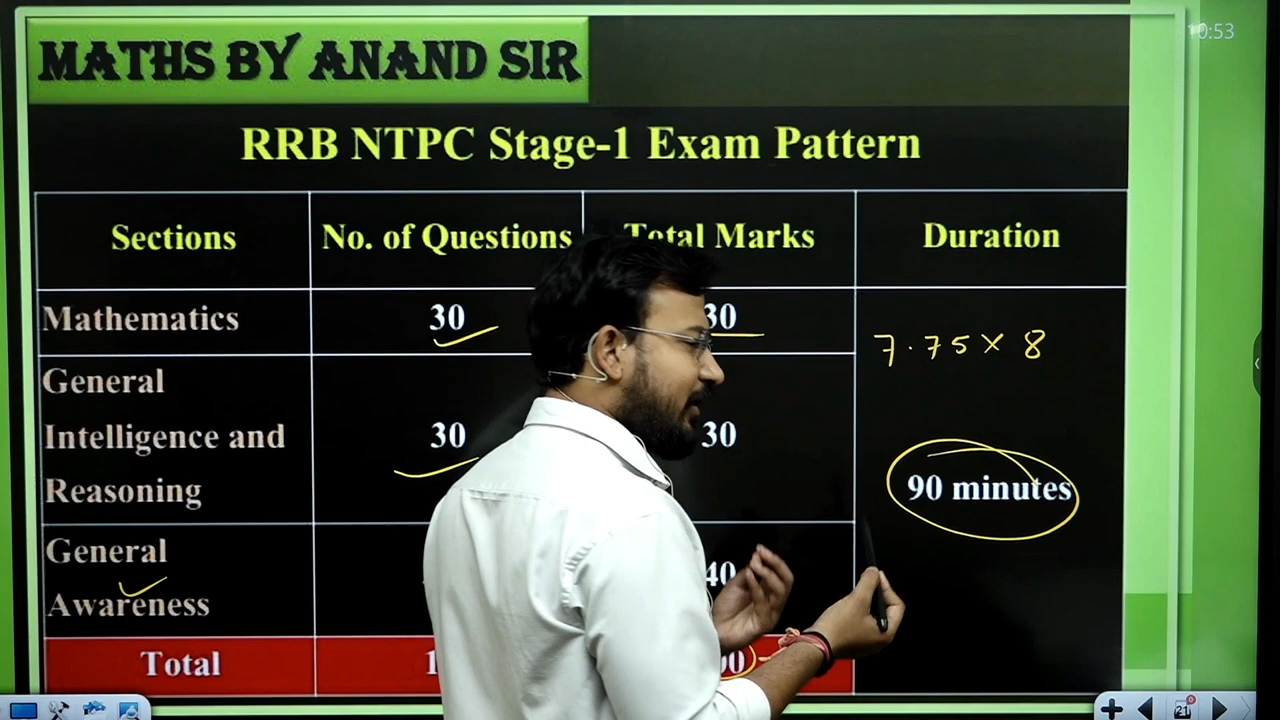 10:53
MATHS BY ANAND SIR
RRB NTPC Stage-1 Exam Pattern
Sections No. of Questions Total Marks Duration
Mathematics 30 30
7.75 × 8
General
Intelligence and 30 30
Reasoning
90 minutes
General
40
Awareness
Total
21